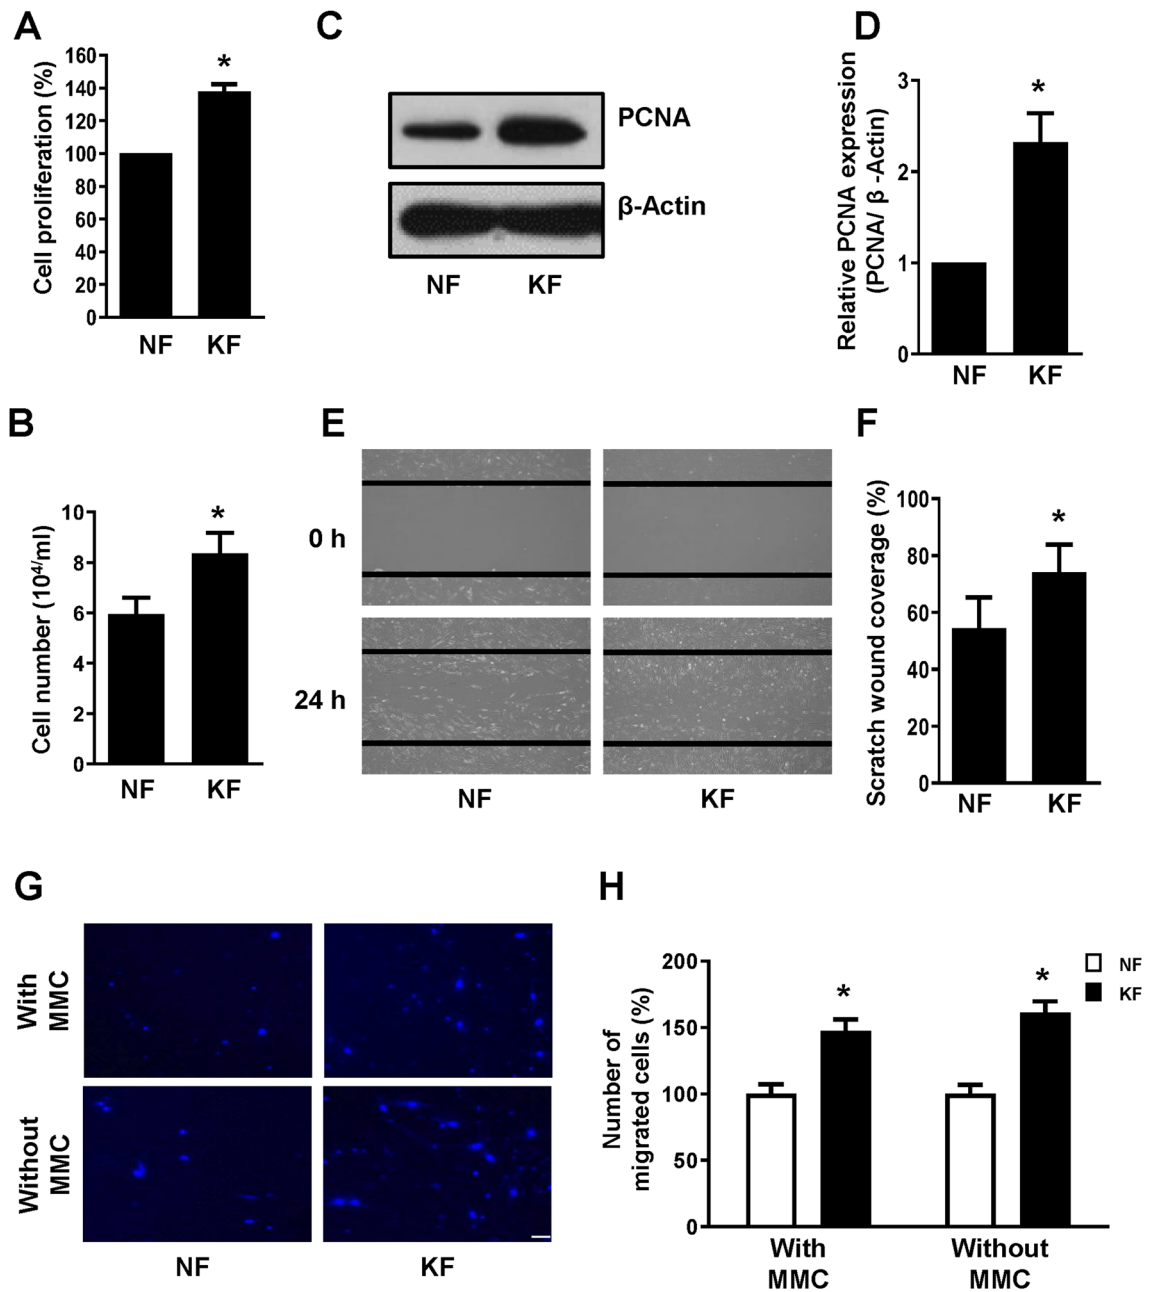 A
Cell proliferation (%)
160
140
120
100
80
60
40
20
0
*
NF KF
C
PCNA
β-Actin
NF KF
D
Relative PCNA expression
(PCNA/ β -Actin)
3
2
1
0
*
NF KF
B
Cell number (10⁴/ml)
10
8
6
4
2
0
*
NF KF
E
0 h
24 h
NF KF
F
Scratch wound coverage (%)
100
80
60
40
20
0
*
NF KF
G
With
MMC
Without
MMC
NF KF
H
Number of
migrated cells (%)
200
150
100
50
0
* *
NF
KF
With Without
MMC MMC